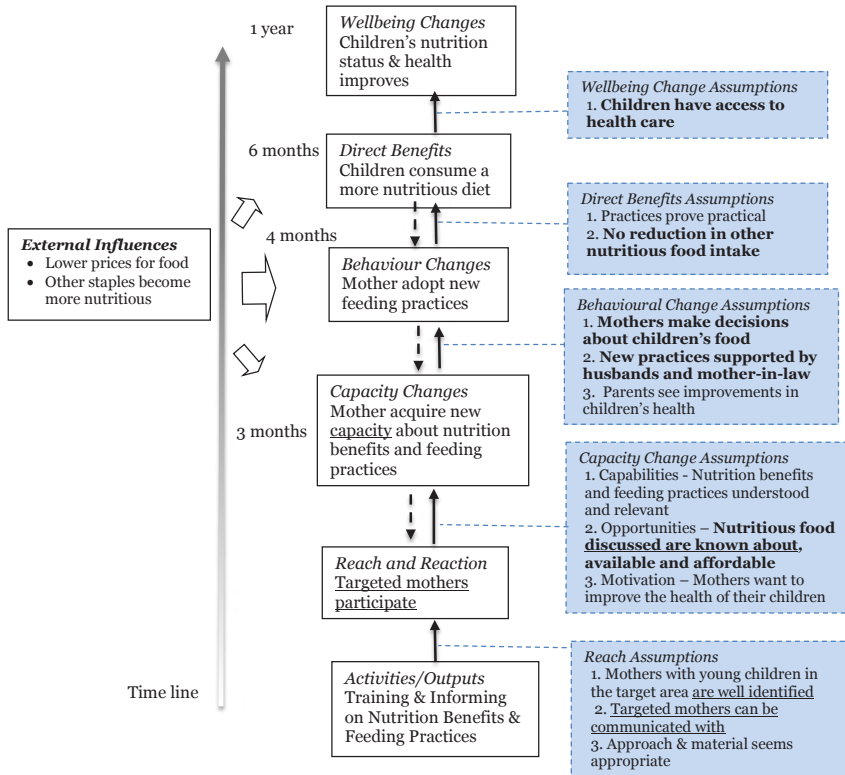 1 year
Wellbeing Changes
Children's nutrition
status & health
improves
Wellbeing Change Assumptions
1. Children have access to
health care
6 months
Direct Benefits
Children consume a
more nutritious diet
Direct Benefits Assumptions
1. Practices prove practical
2. No reduction in other
nutritious food intake
External Influences
• Lower prices for food
• Other staples become
more nutritious
4 months
Behaviour Changes
Mother adopt new
feeding practices
Behavioural Change Assumptions
1. Mothers make decisions
about children's food
2. New practices supported by
husbands and mother-in-law
3. Parents see improvements in
children's health
3 months
Capacity Changes
Mother acquire new
capacity about nutrition
benefits and feeding
practices
Capacity Change Assumptions
1. Capabilities - Nutrition benefits
and feeding practices understood
and relevant
2. Opportunities – Nutritious food
discussed are known about,
available and affordable
3. Motivation – Mothers want to
improve the health of their children
Reach and Reaction
Targeted mothers
participate
Reach Assumptions
1. Mothers with young children in
the target area are well identified
2. Targeted mothers can be
communicated with
3. Approach & material seems
appropriate
Time line
Activities/Outputs
Training & Informing
on Nutrition Benefits &
Feeding Practices